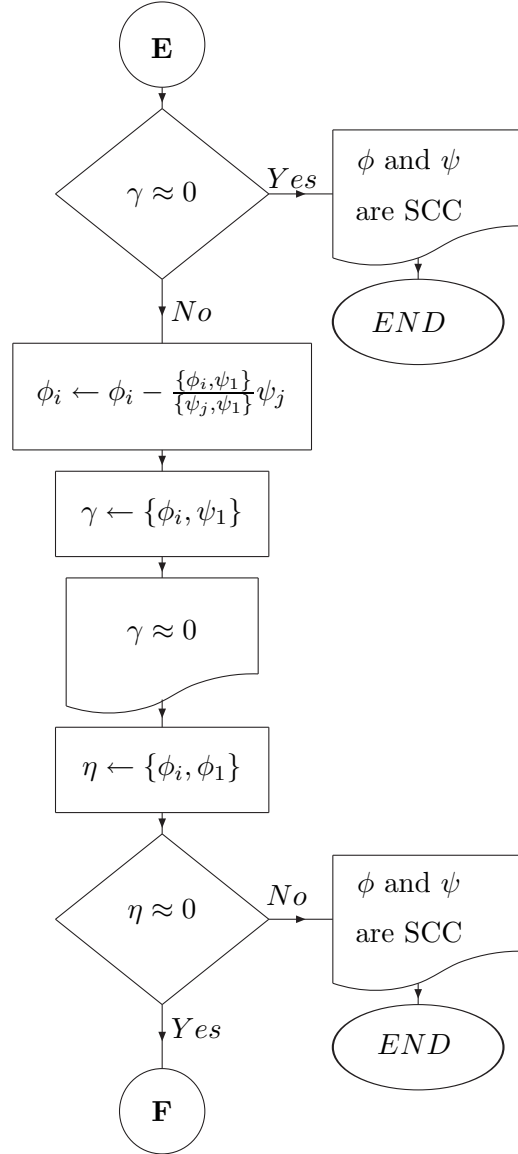 E
γ ≈ 0
Yes
φ and ψ
are SCC
END
No
φ_i ← φ_i − {φ_i,ψ_1}/{ψ_j,ψ_1} ψ_j
γ ← {φ_i, ψ_1}
γ ≈ 0
η ← {φ_i, φ_1}
η ≈ 0
No
φ and ψ
are SCC
END
Yes
F